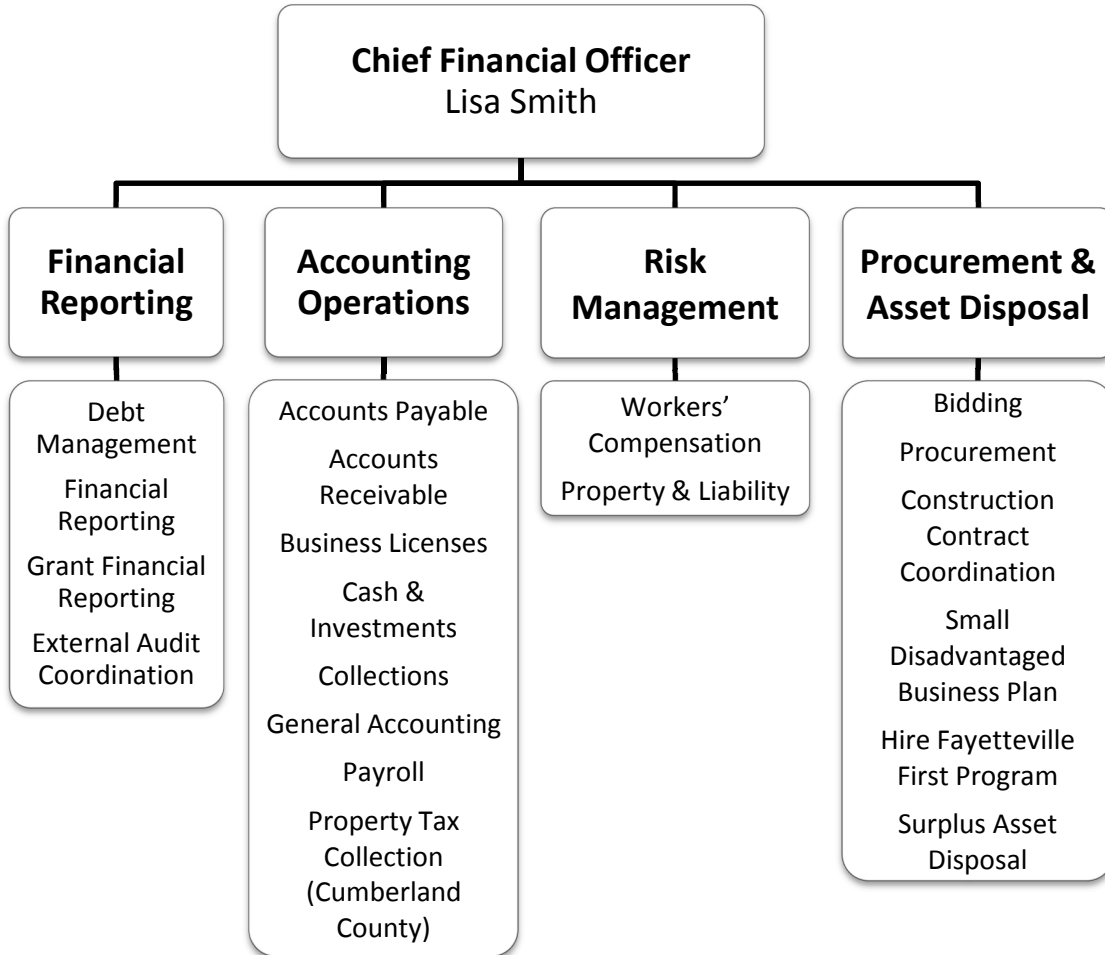 Chief Financial Officer
Lisa Smith
Financial
Reporting
Accounting
Operations
Risk
Management
Procurement &
Asset Disposal
Debt
Management
Financial
Reporting
Grant Financial
Reporting
External Audit
Coordination
Accounts Payable
Accounts
Receivable
Business Licenses
Cash &
Investments
Collections
General Accounting
Payroll
Property Tax
Collection
(Cumberland
County)
Workers’
Compensation
Property & Liability
Bidding
Procurement
Construction
Contract
Coordination
Small
Disadvantaged
Business Plan
Hire Fayetteville
First Program
Surplus Asset
Disposal